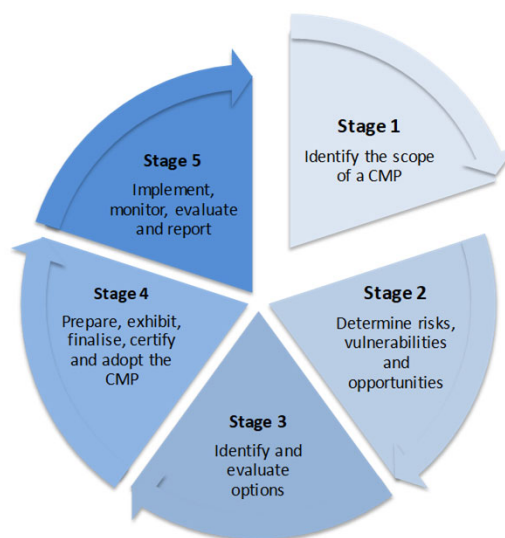 Stage 1
Identify the scope
of a CMP
Stage 2
Determine risks,
vulnerabilities
and
opportunities
Stage 3
Identify and
evaluate
options
Stage 4
Prepare, exhibit,
finalise, certify
and adopt the
CMP
Stage 5
Implement,
monitor, evaluate
and report